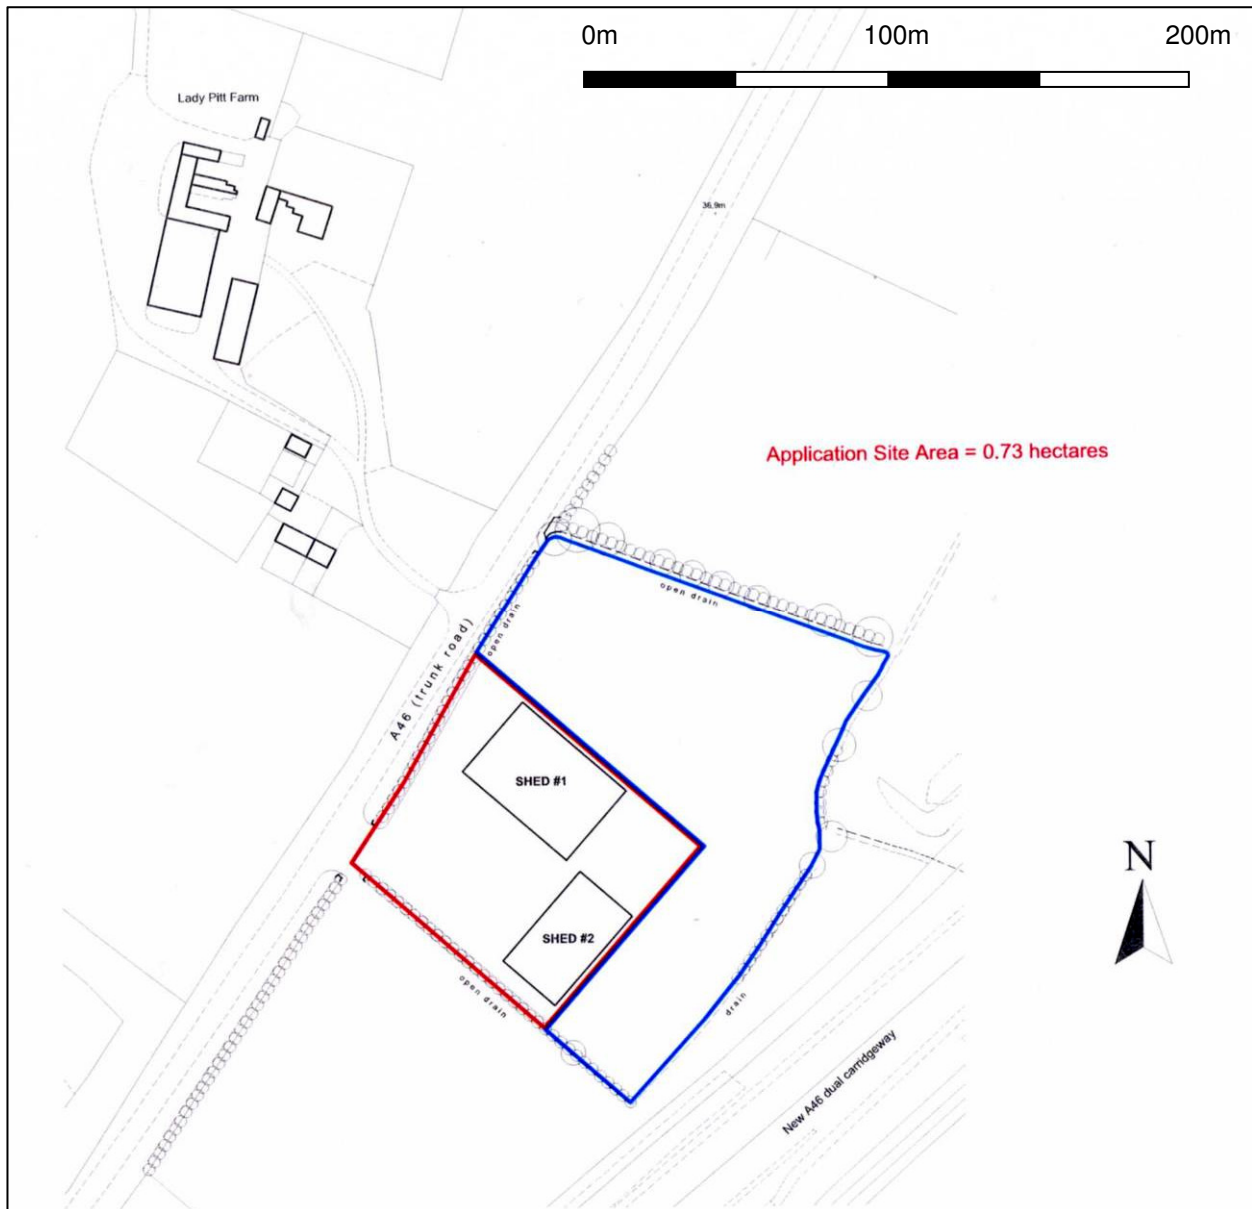 0m 100m 200m
Lady Pitt Farm
36.9m
Application Site Area = 0.73 hectares
open drain
open drain
A46 (trunk road)
SHED #1
SHED #2
open drain
drain
N
New A46 dual carridgeway